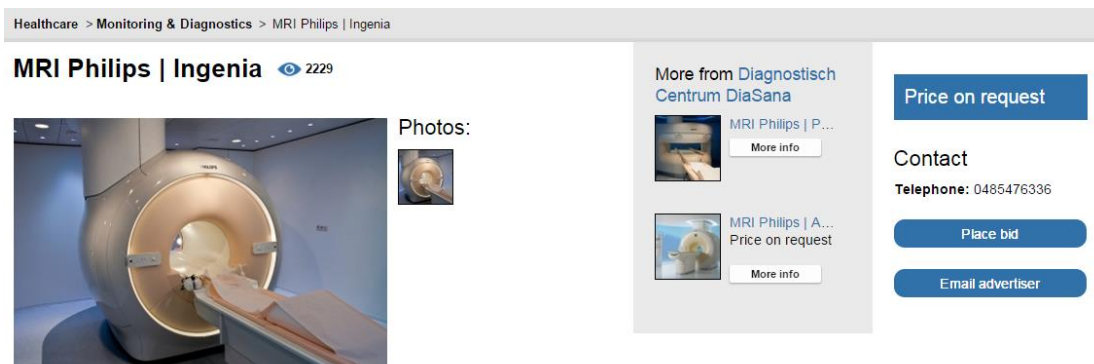 Healthcare > Monitoring & Diagnostics > MRI Philips | Ingenia
MRI Philips | Ingenia 2229
Photos:
PHILIPS
More from Diagnostisch
Centrum DiaSana
MRI Philips | P...
More info
MRI Philips | A...
Price on request
More info
Price on request
Contact
Telephone: 0485476336
Place bid
Email advertiser